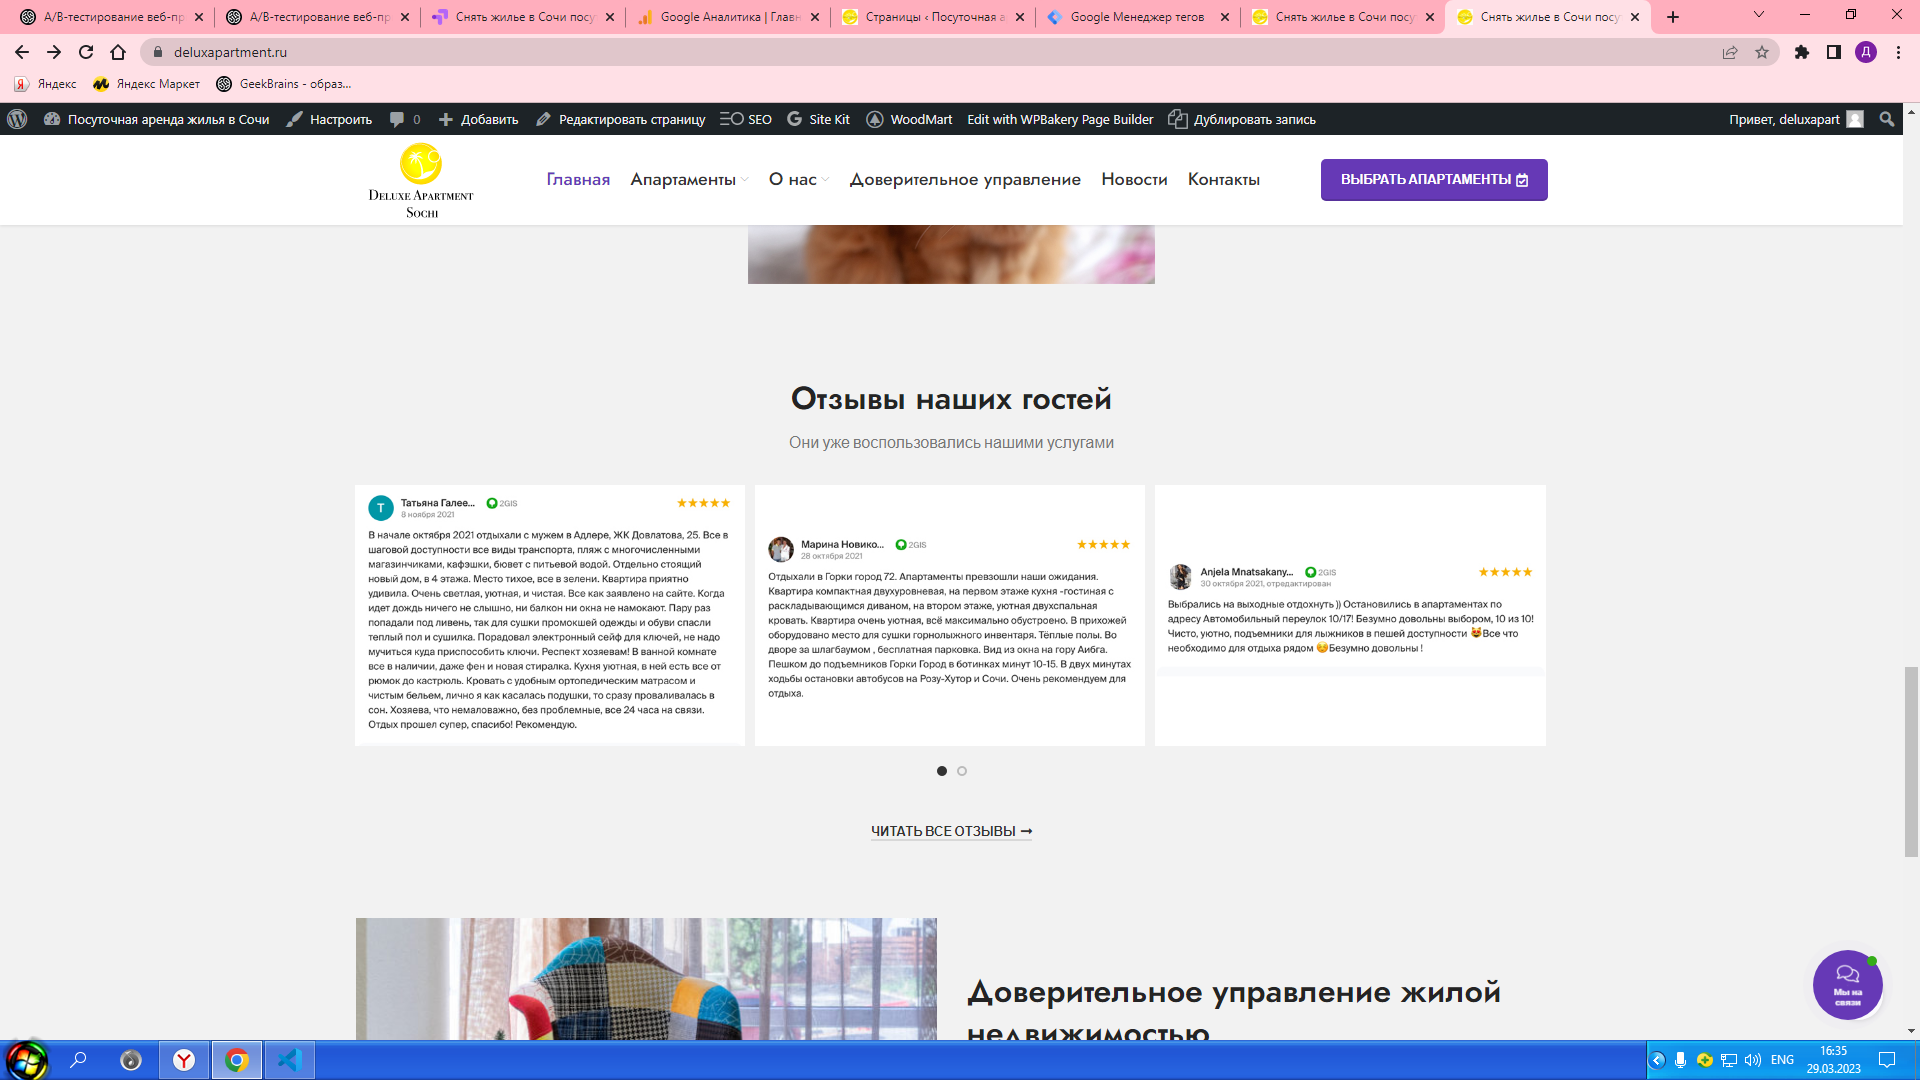 А/В-тестирование веб-пр
А/В-тестирование веб-пр
Снять жилье в Сочи посу
Google Аналитика | Главн
Страницы ‹ Посуточная а
Google Менеджер тегов
Снять жилье в Сочи посу
Снять жилье в Сочи посу
deluxapartment.ru
Д
Яндекс
Яндекс Маркет
GeekBrains - образ...
Посуточная аренда жилья в Сочи
Настроить
0
Добавить
Редактировать страницу
SEO
Site Kit
WoodMart
Edit with WPBakery Page Builder
Дублировать запись
Привет, deluxapart
Deluxe Apartment
Sochi
Главная
Апартаменты
О нас
Доверительное управление
Новости
Контакты
ВЫБРАТЬ АПАРТАМЕНТЫ
Отзывы наших гостей
Они уже воспользовались нашими услугами
Т
Татьяна Галее...
2GIS
8 ноября 2021
В начале октября 2021 отдыхали с мужем в Адлере, ЖК Довлатова, 25. Все в
шаговой доступности все виды транспорта, пляж с многочисленными
магазинчиками, кафэшки, бювет с питьевой водой. Отдельно стоящий
новый дом, в 4 этажа. Место тихое, все в зелени. Квартира приятно
удивила. Очень светлая, уютная, и чистая. Все как заявлено на сайте. Когда
идет дождь ничего не слышно, ни балкон ни окна не намокают. Пару раз
попадали под ливень, так для сушки промокшей одежды и обуви спасли
теплый пол и сушилка. Порадовал электронный сейф для ключей, не надо
мучиться куда приспособить ключи. Респект хозяевам! В ванной комнате
все в наличии, даже фен и новая стиралка. Кухня уютная, в ней есть все от
рюмок до кастрюль. Кровать с удобным ортопедическим матрасом и
чистым бельем, лично я как касалась подушки, то сразу проваливалась в
сон. Хозяева, что немаловажно, без проблемные, все 24 часа на связи.
Отдых прошел супер, спасибо! Рекомендую.
Марина Новико...
2GIS
28 октября 2021
Отдыхали в Горки город 72. Апартаменты превзошли наши ожидания.
Квартира компактная двухуровневая, на первом этаже кухня -гостиная с
раскладывающимся диваном, на втором этаже, уютная двухспальная
кровать. Квартира очень уютная, всё максимально обустроено. В прихожей
оборудовано место для сушки горнолыжного инвентаря. Тёплые полы. Во
дворе за шлагбаумом , бесплатная парковка. Вид из окна на гору Аибга.
Пешком до подъемников Горки Город в ботинках минут 10-15. В двух минутах
ходьбы остановки автобусов на Розу-Хутор и Сочи. Очень рекомендуем для
отдыха.
Anjela Mnatsakany...
2GIS
30 октября 2021, отредактирован
Выбрались на выходные отдохнуть )) Остановились в апартаментах по
адресу Автомобильный переулок 10/17! Безумно довольны выбором, 10 из 10!
Чисто, уютно, подъемники для лыжников в пешей доступности 😻Все что
необходимо для отдыха рядом ☺️Безумно довольны !
ЧИТАТЬ ВСЕ ОТЗЫВЫ
Доверительное управление жилой
недвижимостью
Мы на
связи
ENG
16:35
29.03.2023